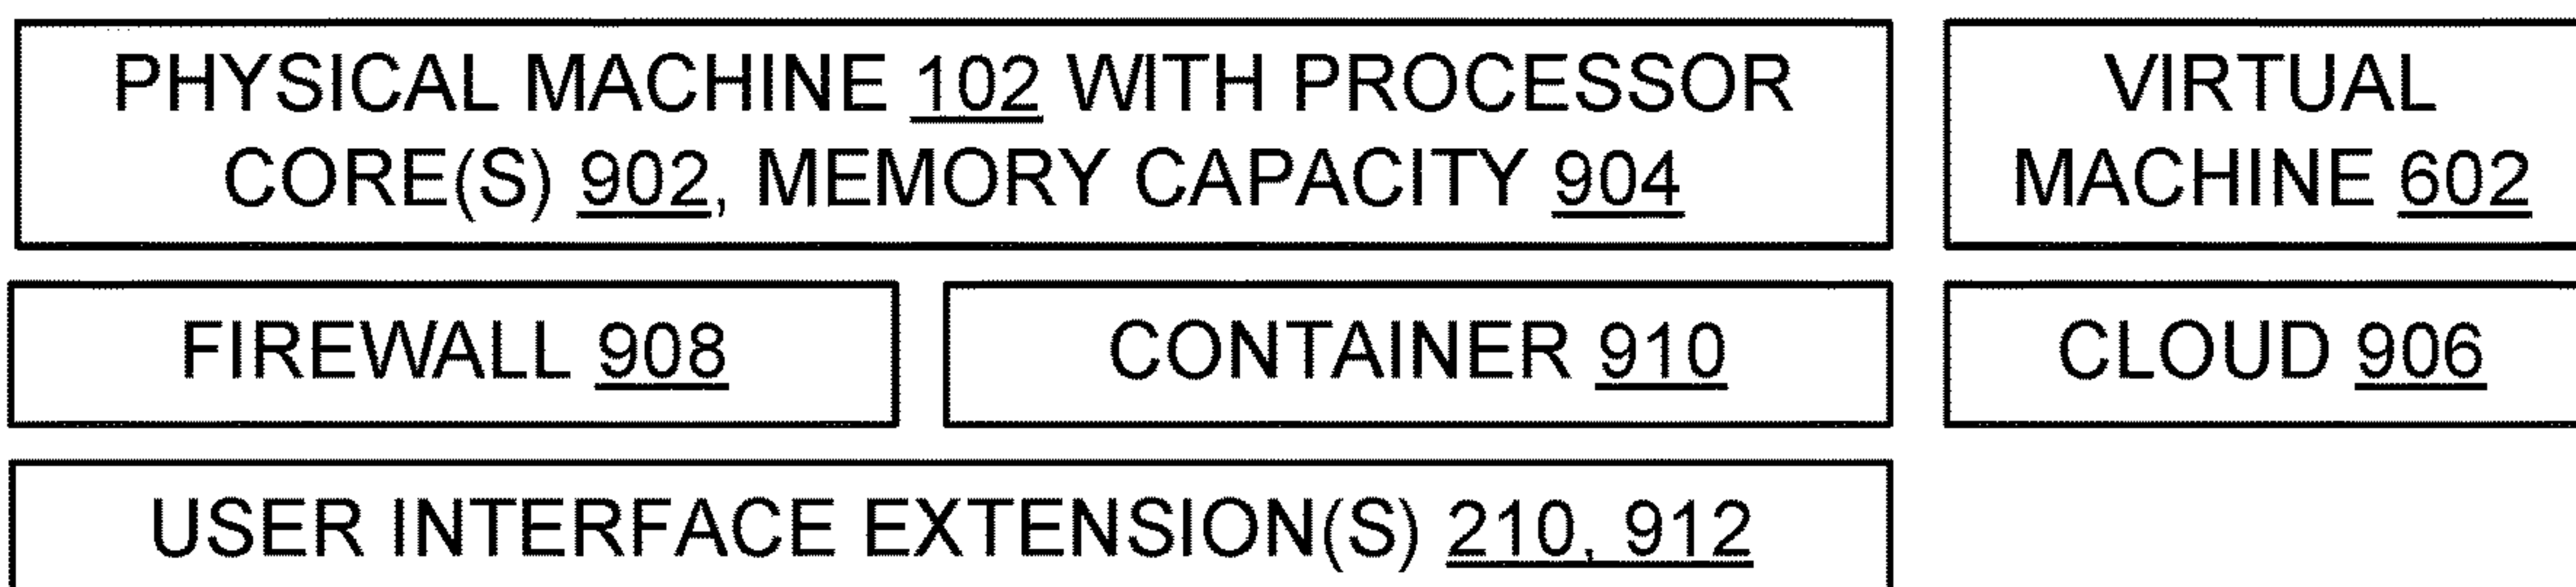 PHYSICAL MACHINE 102 WITH PROCESSOR
CORE(S) 902, MEMORY CAPACITY 904
VIRTUAL
MACHINE 602
FIREWALL 908
CONTAINER 910
CLOUD 906
USER INTERFACE EXTENSION(S) 210, 912